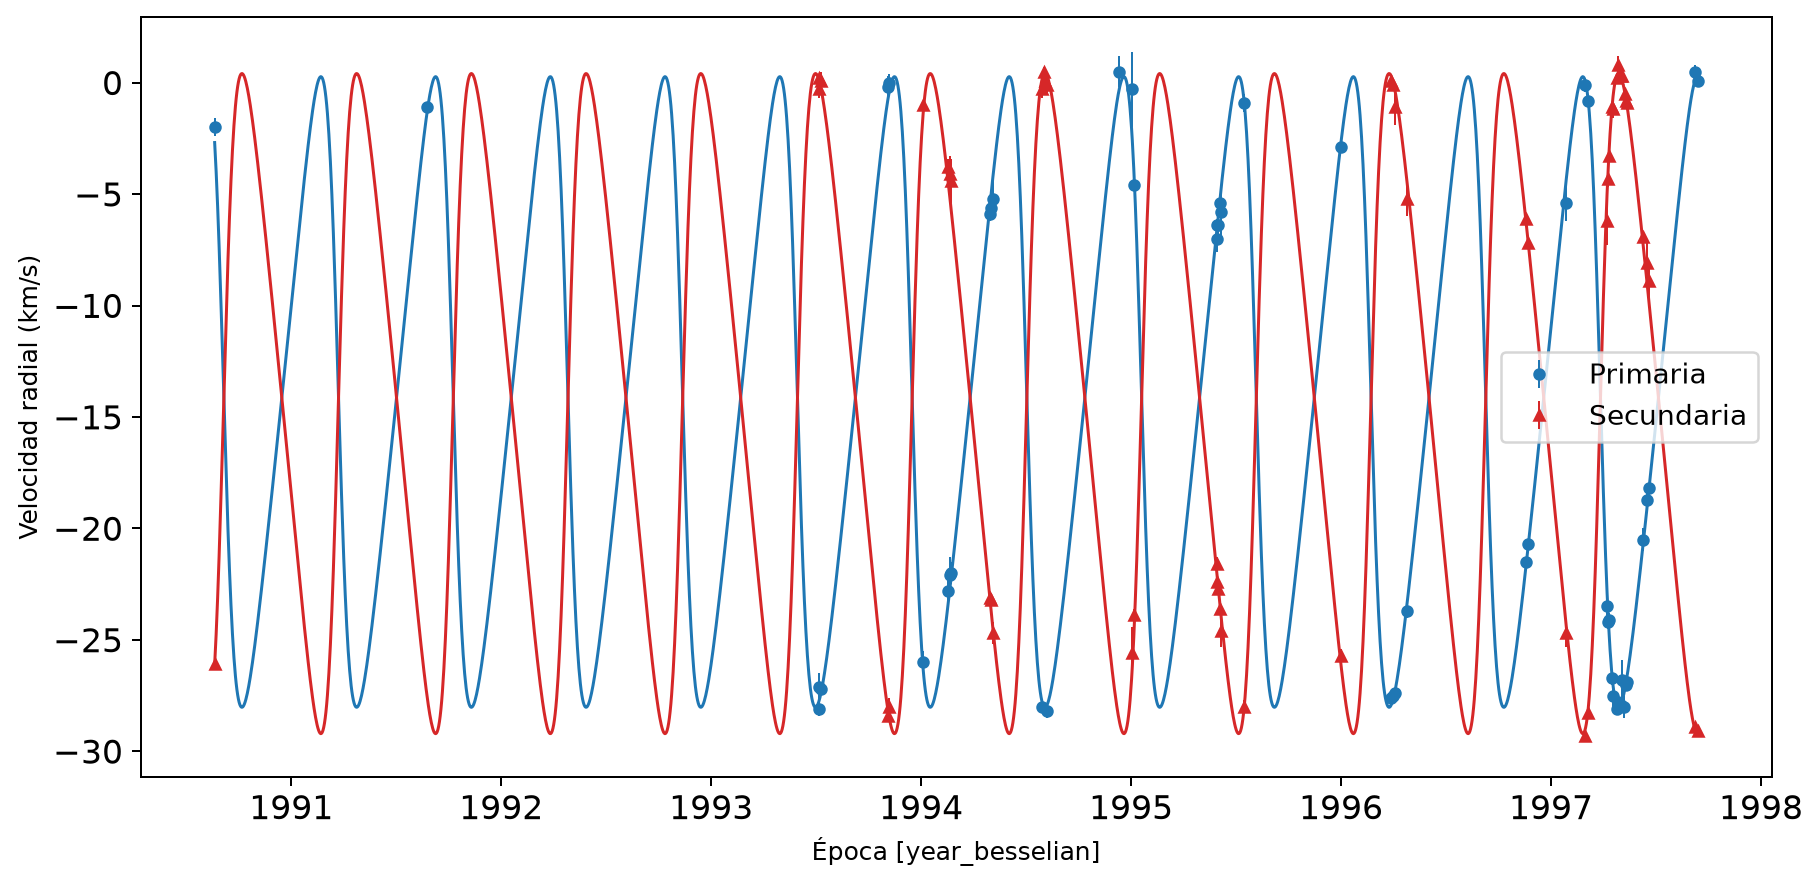 Velocidad radial (km/s)
0
−5
−10
−15
−20
−25
−30
Primaria
Secundaria
1991 1992 1993 1994 1995 1996 1997 1998
Época [year_besselian]